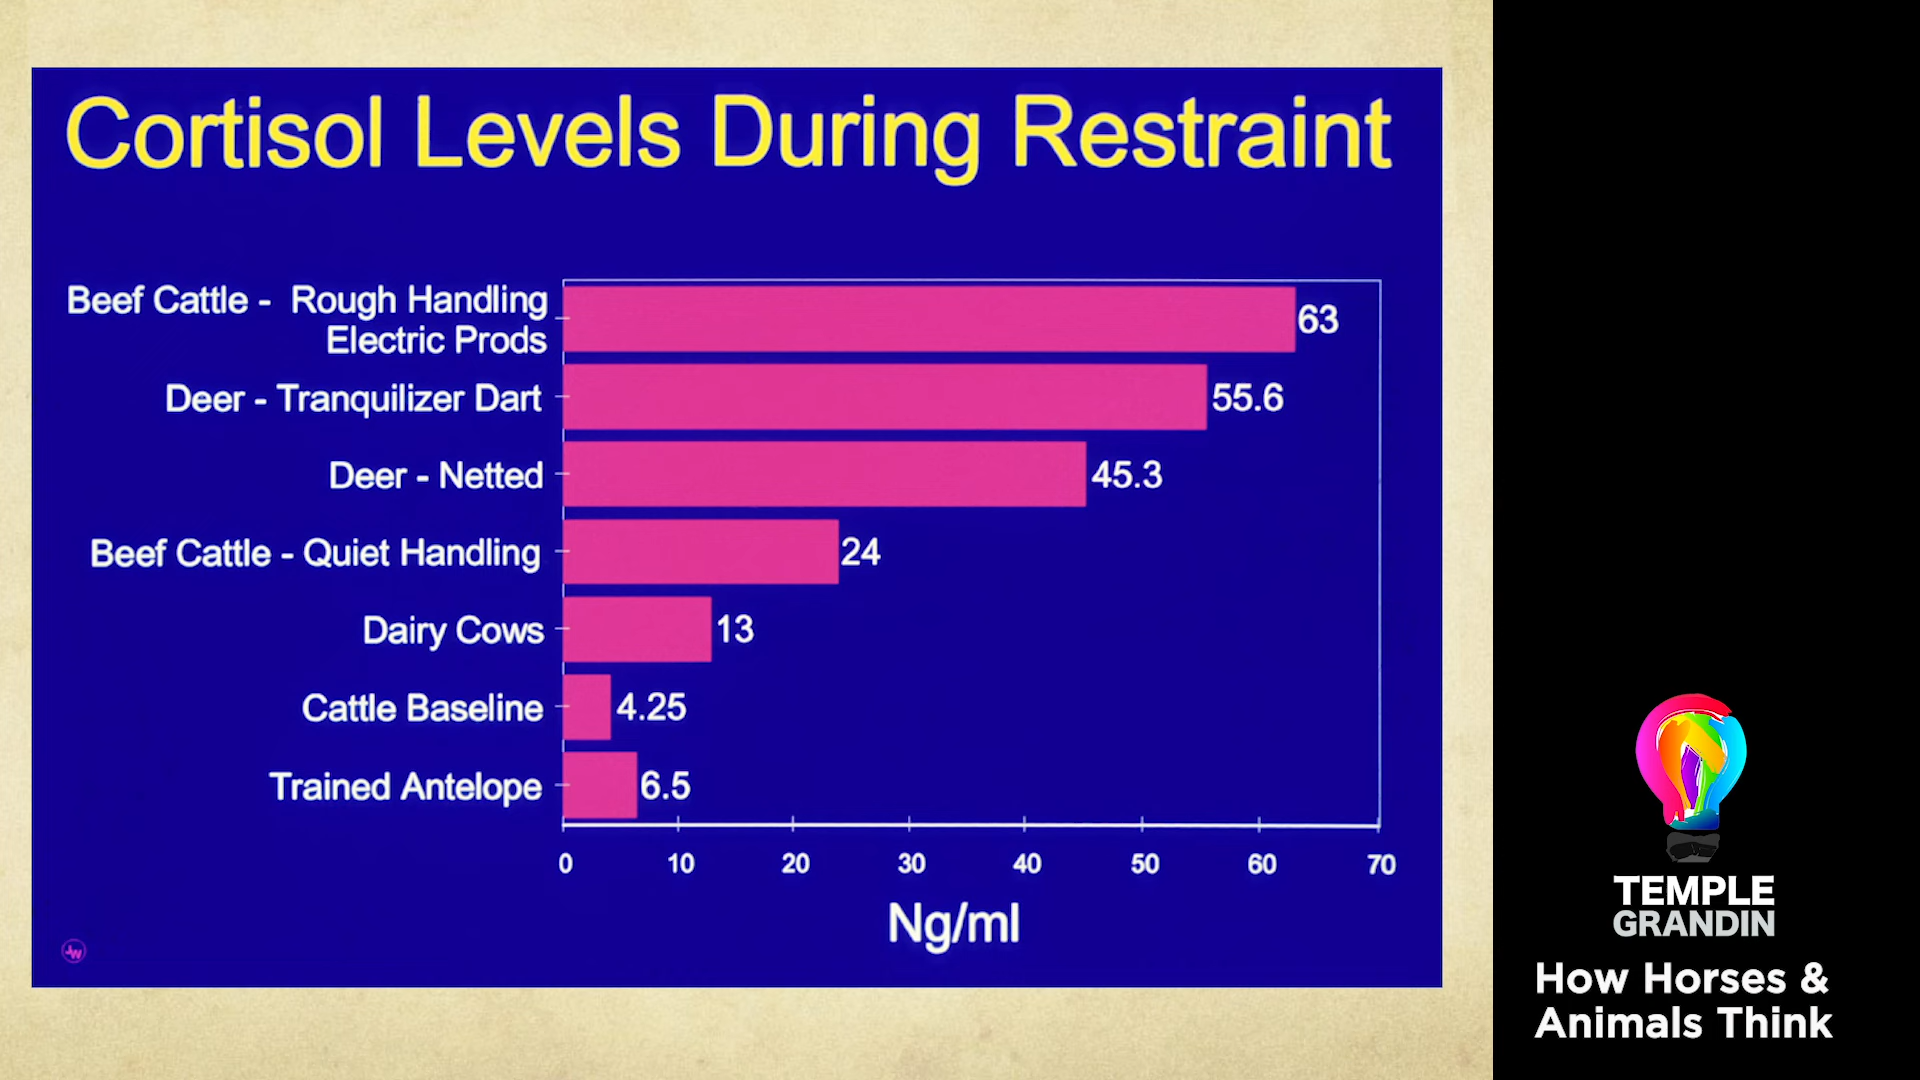 Cortisol Levels During Restraint
Beef Cattle - Rough Handling
Electric Prods
63
Deer - Tranquilizer Dart
55.6
Deer - Netted
45.3
Beef Cattle - Quiet Handling
24
Dairy Cows
13
Cattle Baseline
4.25
Trained Antelope
6.5
0 10 20 30 40 50 60 70
Ng/ml
TEMPLE
GRANDIN
How Horses &
Animals Think